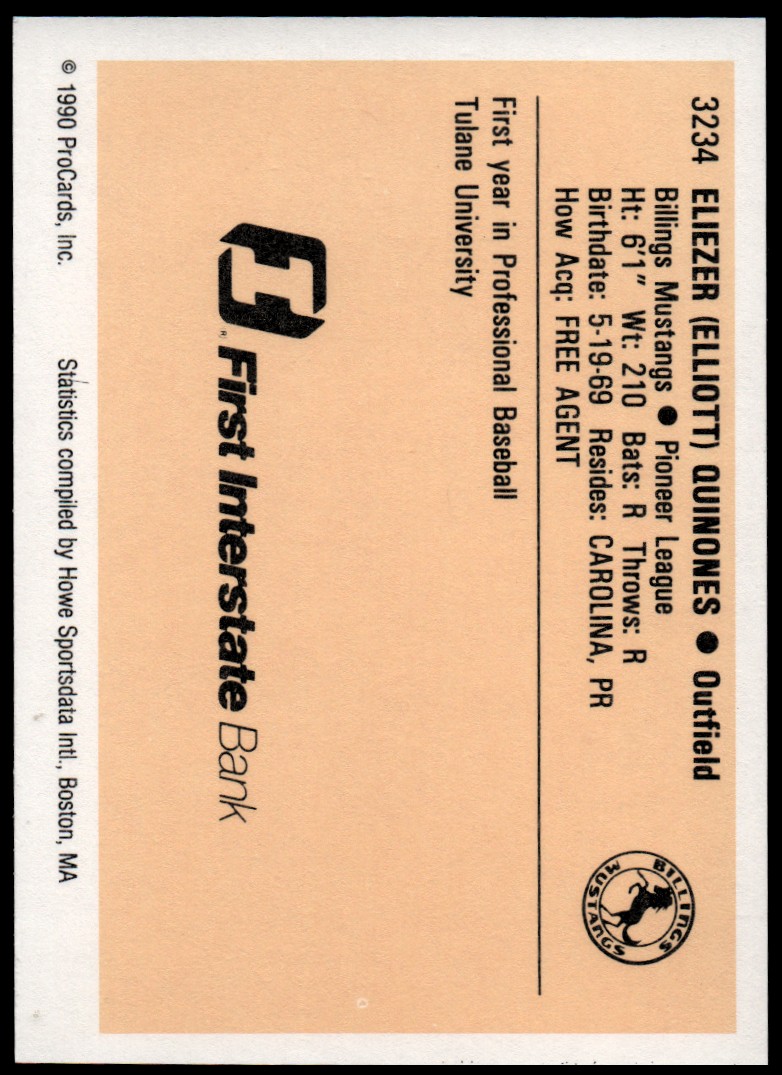 3234 ELIEZER (ELLIOTT) QUINONES ● Outfield
Billings Mustangs ● Pioneer League
Ht: 6'1" Wt: 210 Bats: R Throws: R
Birthdate: 5-19-69 Resides: CAROLINA, PR
How Acq: FREE AGENT
BILLINGS
MUSTANGS
First year in Professional Baseball
Tulane University
® First Interstate Bank
© 1990 ProCards, Inc. Statistics compiled by Howe Sportsdata Intl., Boston, MA